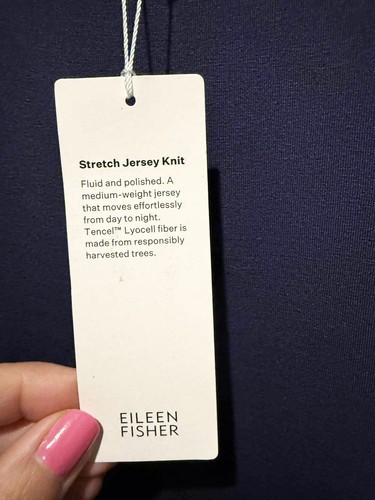 Stretch Jersey Knit
Fluid and polished. A
medium-weight jersey
that moves effortlessly
from day to night.
Tencel™ Lyocell fiber is
made from responsibly
harvested trees.
EILEEN
FISHER